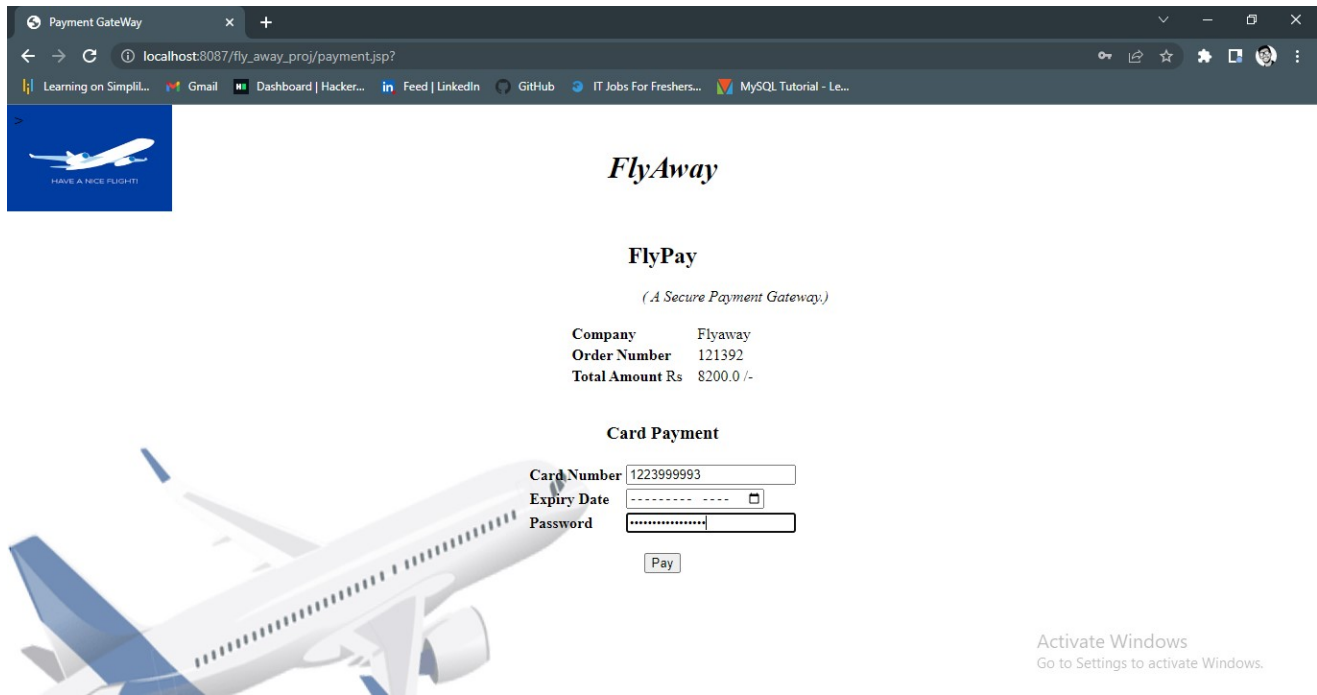 Payment GateWay
localhost:8087/fly_away_proj/payment.jsp?
Learning on Simplil... Gmail Dashboard | Hacker... Feed | LinkedIn GitHub IT Jobs For Freshers... MySQL Tutorial - Le...
>
HAVE A NICE FLIGHT!
FlyAway
FlyPay
( A Secure Payment Gateway.)
Company Flyaway
Order Number 121392
Total Amount Rs 8200.0 /-
Card Payment
Card Number 1223999993
Expiry Date --------- ----
Password •••••••••••••••••
Pay
Activate Windows
Go to Settings to activate Windows.